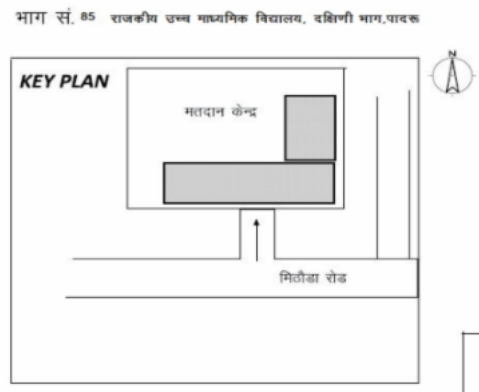 भाग सं. 85 राजकीय उच्च माध्यमिक विद्यालय, दक्षिणी भाग,पादरू
N
KEY PLAN
मतदान केन्द्र
मिठौडा रोड